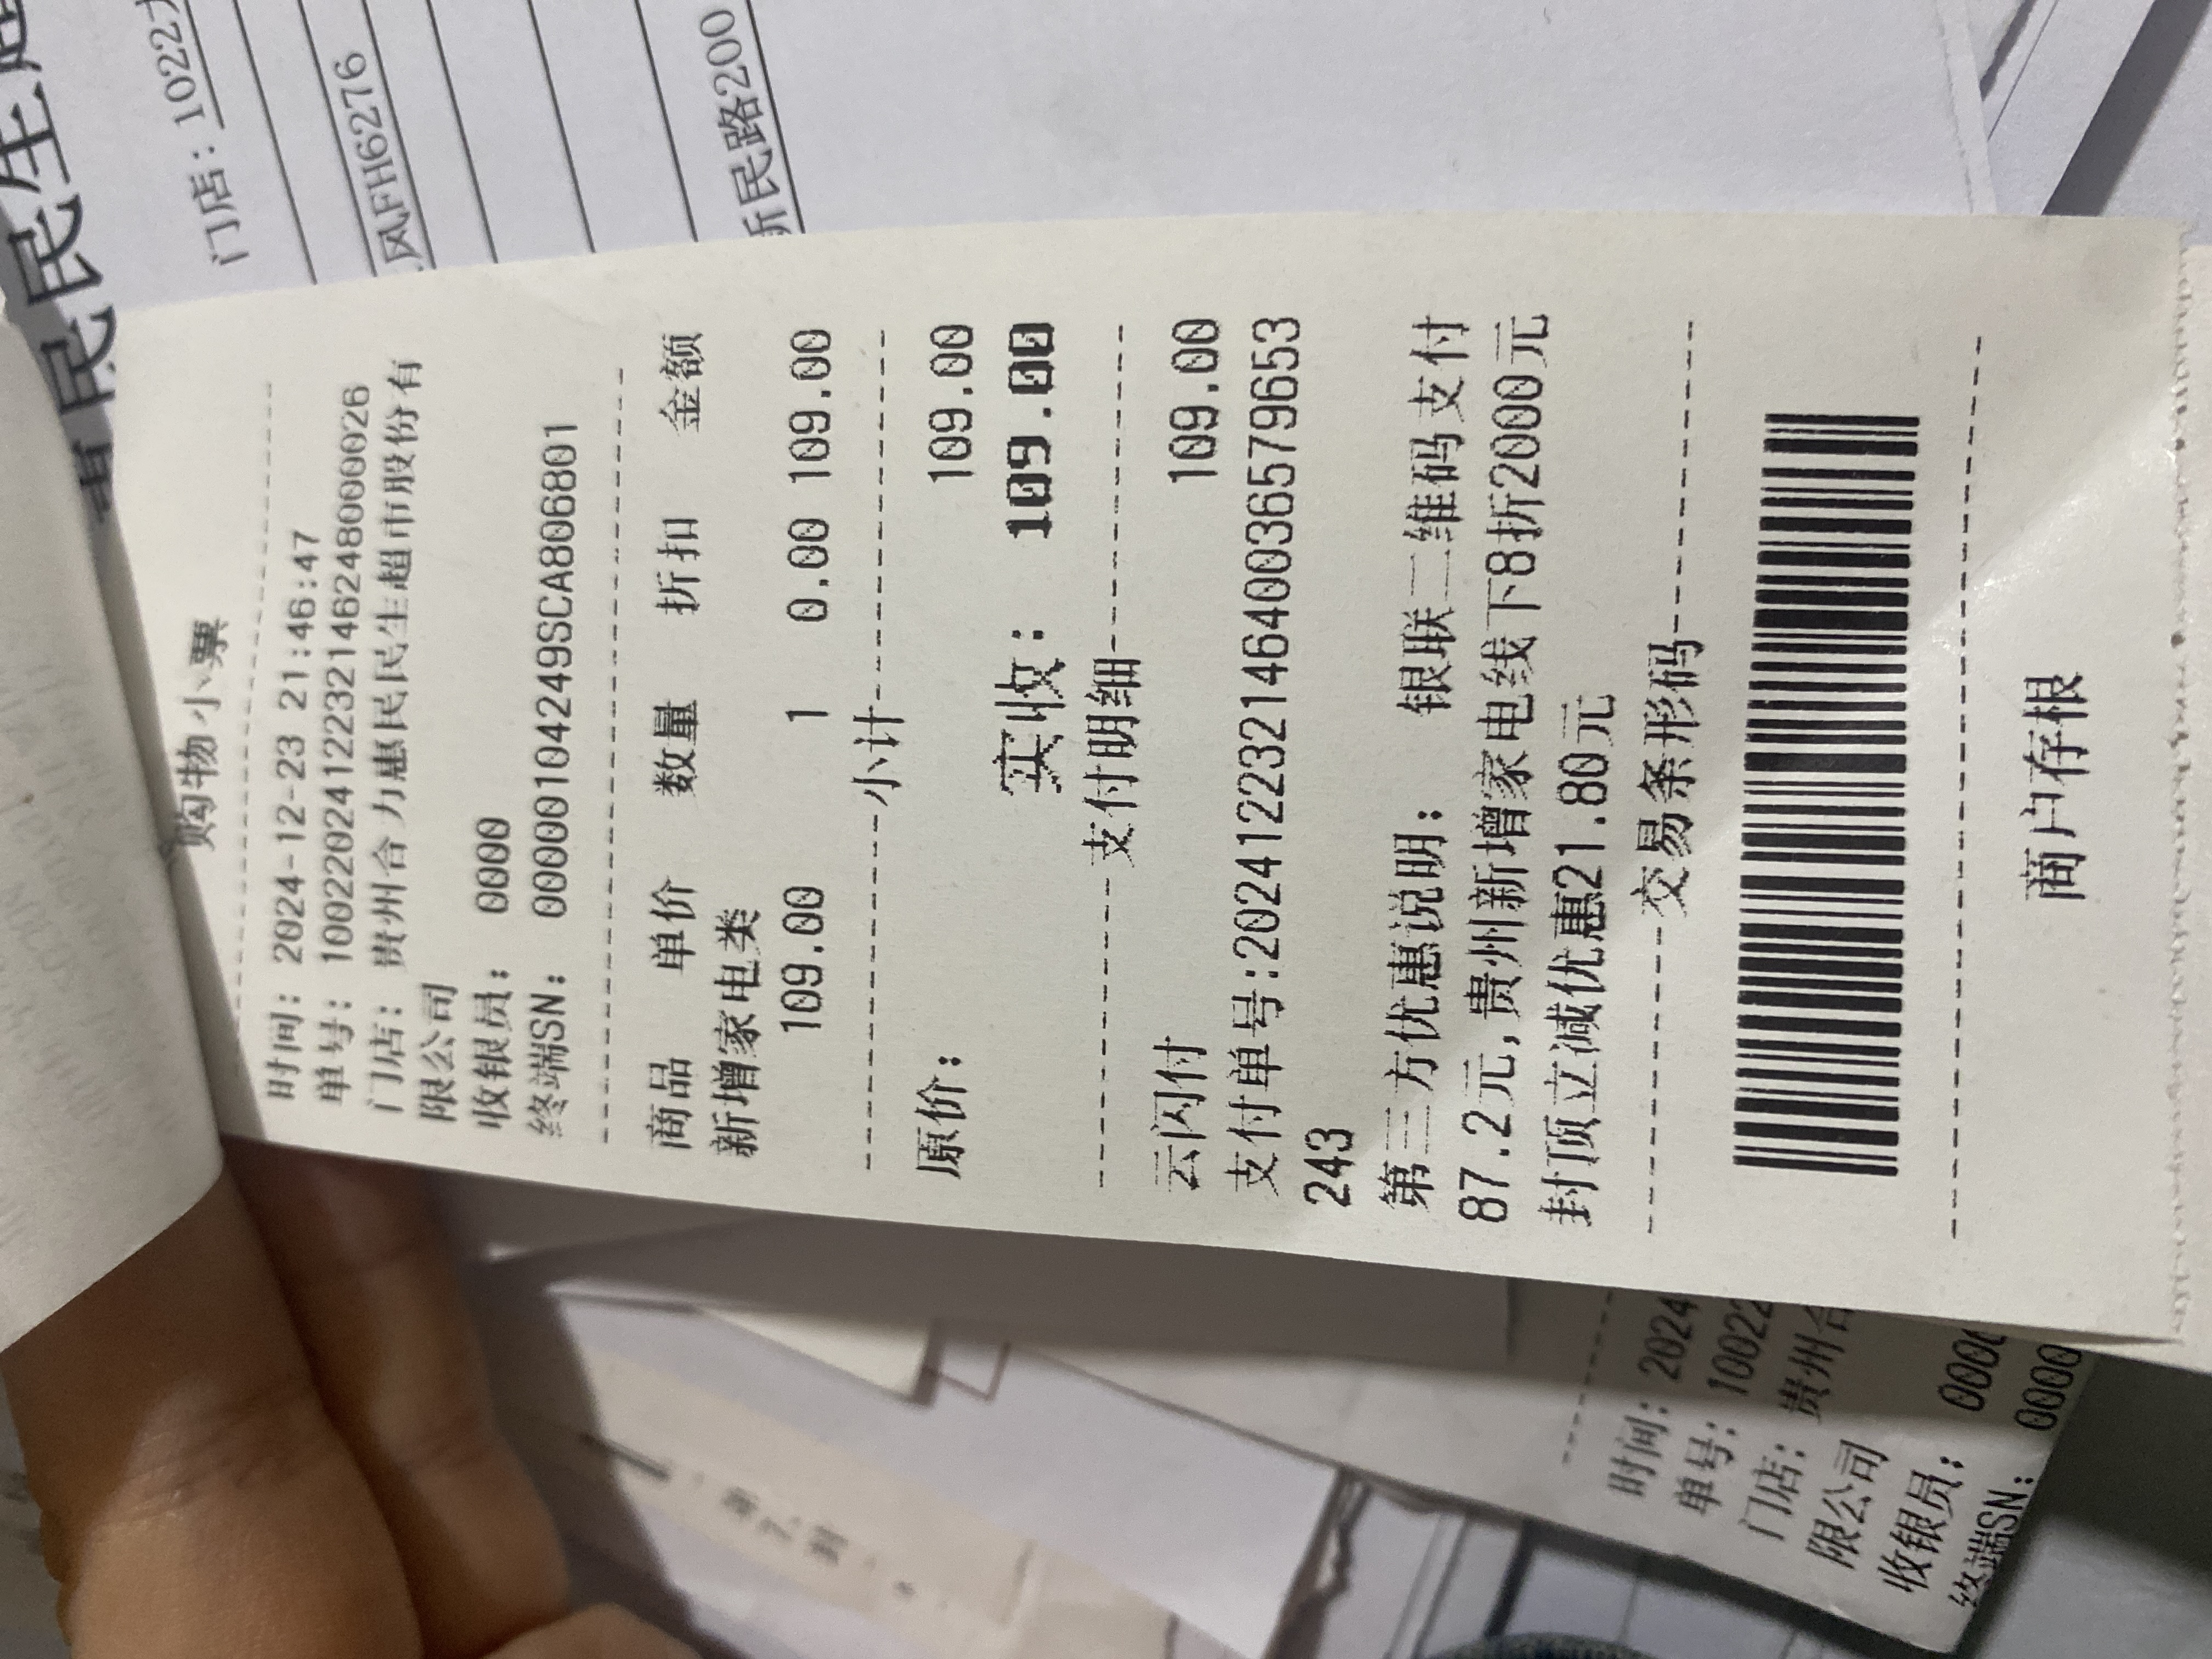 购物小票
时间: 2024-12-23 21:46:47
单号: 10022024122321462480000026
门店: 贵州合力惠民民生超市股份有
限公司
收银员: 0000
终端SN: 00000104249SCA806801
商品 单价 数量 折扣 金额
新增家电类
109.00 1 0.00 109.00
小计
原价: 109.00
实收: 109.00
支付明细
云闪付 109.00
支付单号:20241223214640036579653
243
第三方优惠说明: 银联二维码支付
87.2元,贵州新增家电线下8折2000元
封顶立减优惠21.80元
交易条形码
商户存根
惠民民生超
门店: 1022
风FH6276
新民路200
时间: 2024
单号: 10022
门店: 贵州合
限公司
收银员: 0000
终端SN: 0000